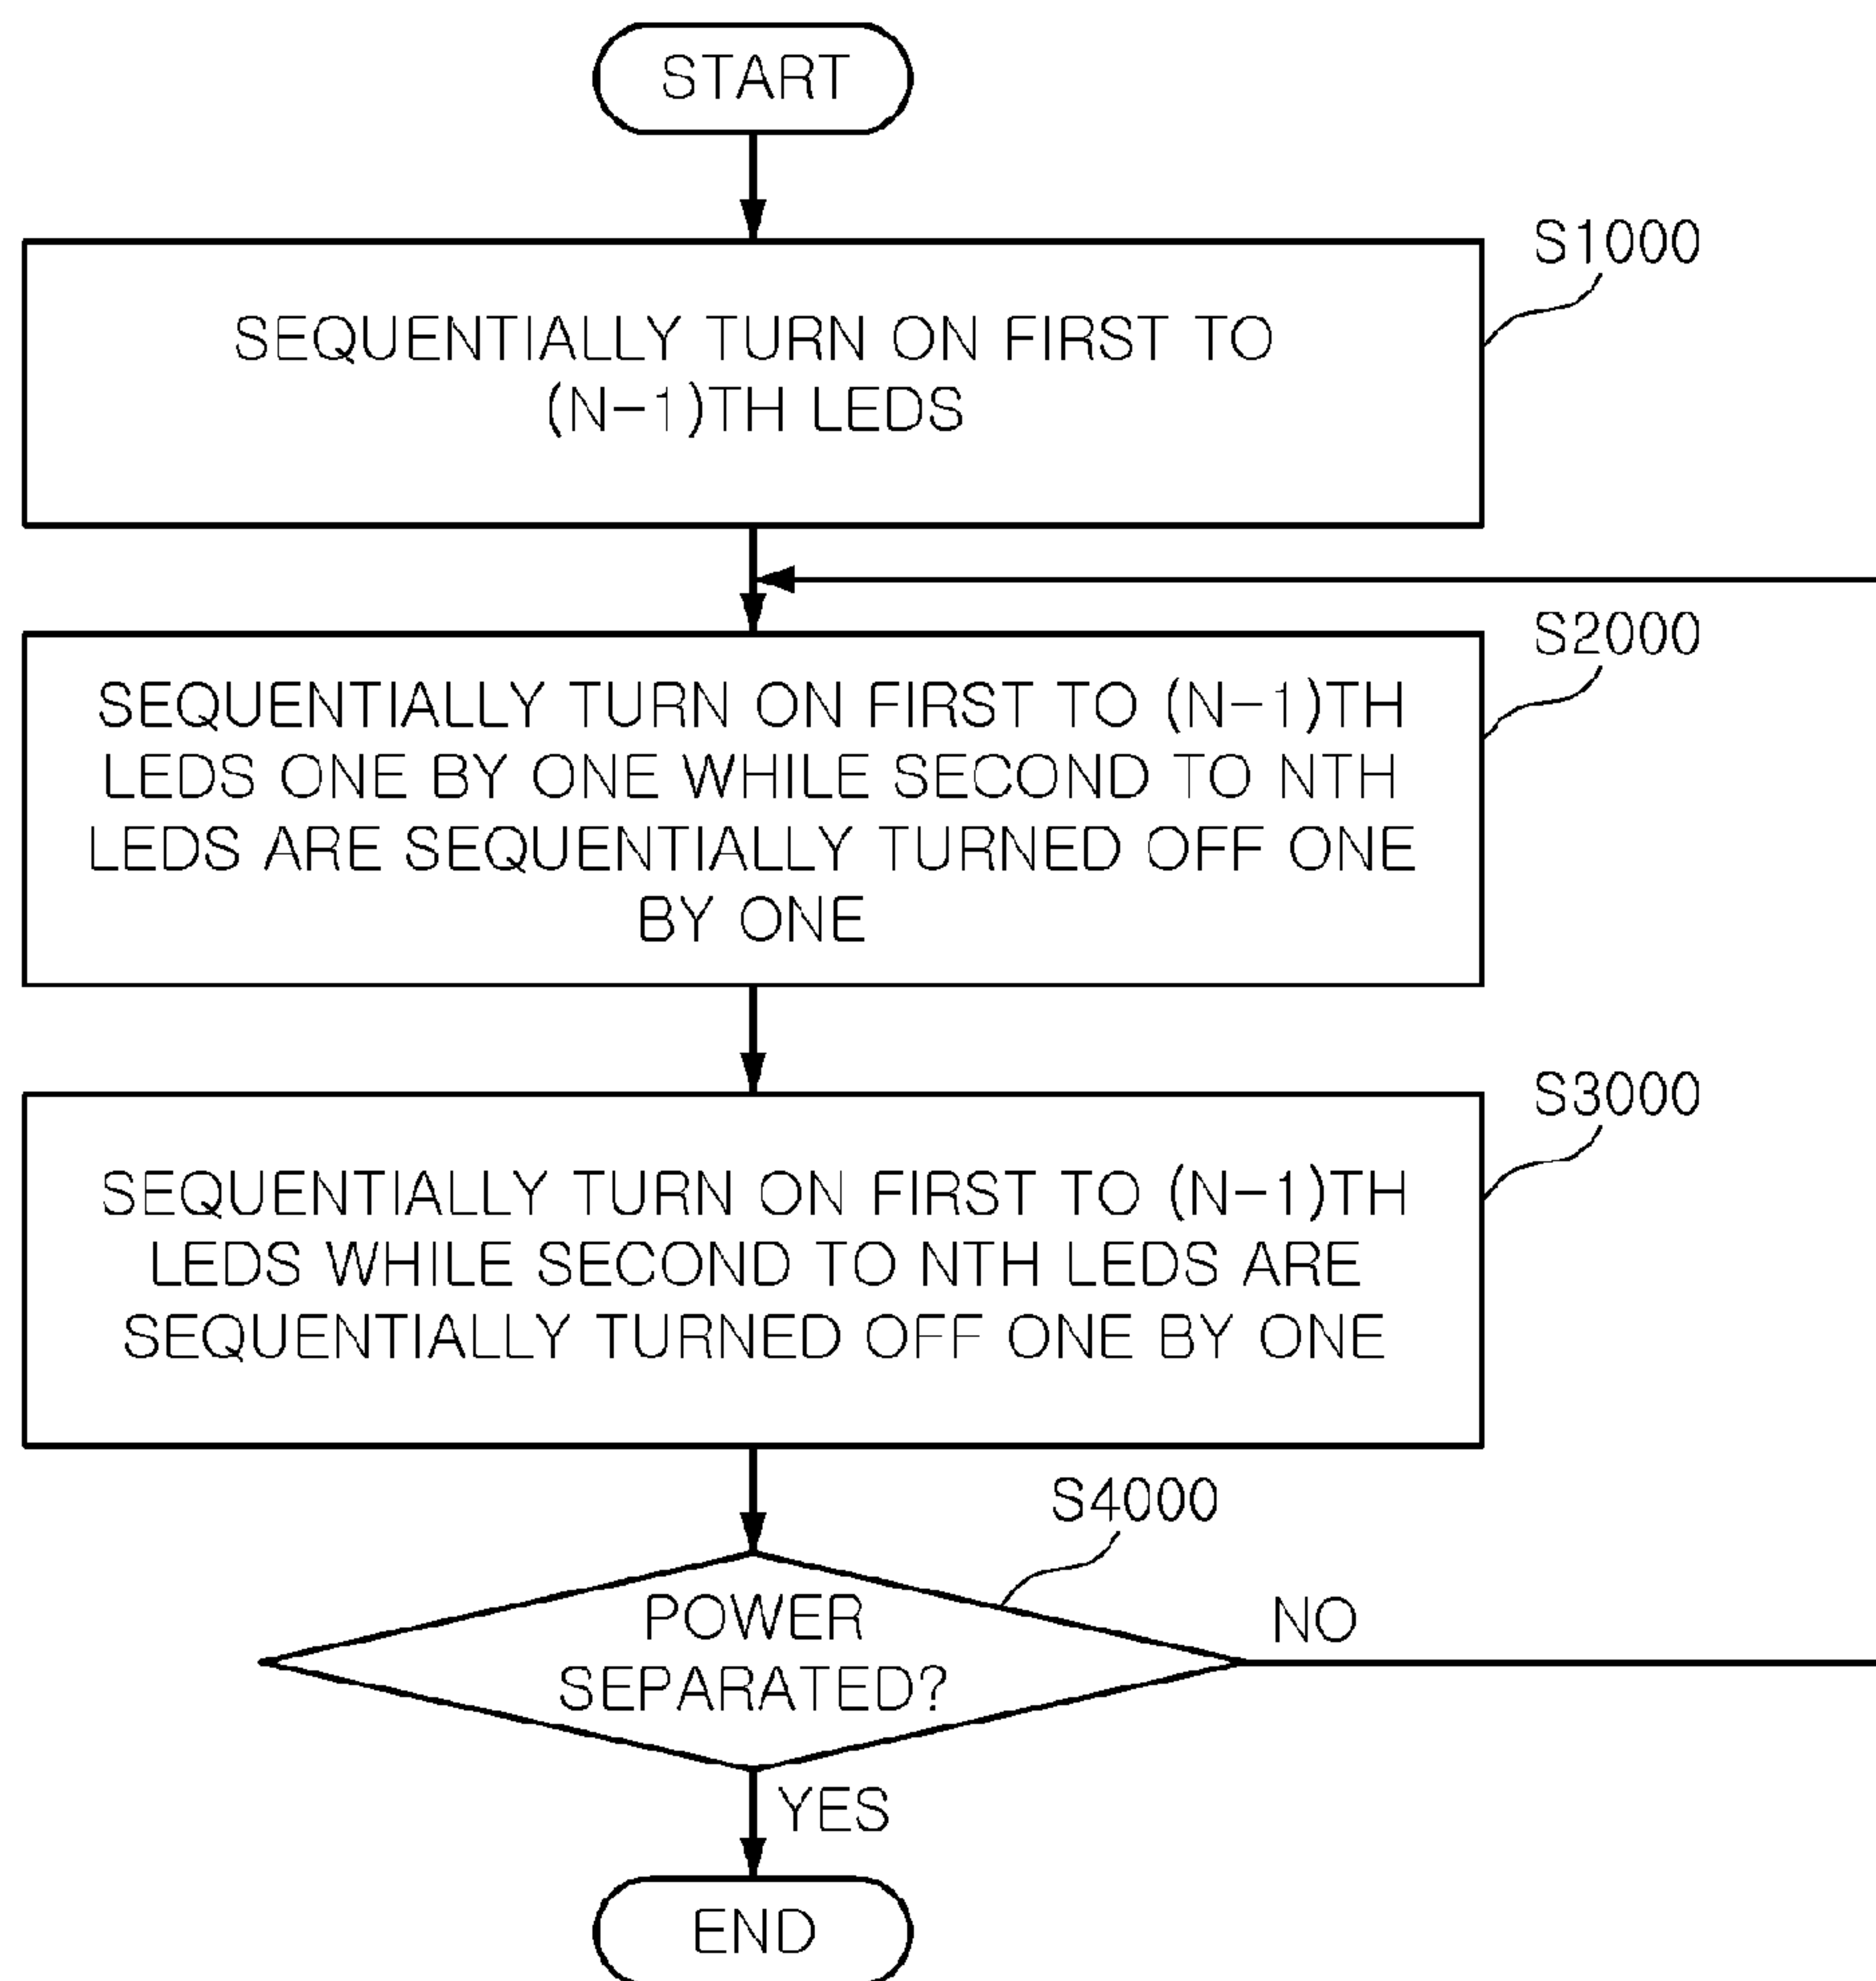 START
S1000
SEQUENTIALLY TURN ON FIRST TO
(N-1)TH LEDS
S2000
SEQUENTIALLY TURN ON FIRST TO (N-1)TH
LEDS ONE BY ONE WHILE SECOND TO NTH
LEDS ARE SEQUENTIALLY TURNED OFF ONE
BY ONE
S3000
SEQUENTIALLY TURN ON FIRST TO (N-1)TH
LEDS WHILE SECOND TO NTH LEDS ARE
SEQUENTIALLY TURNED OFF ONE BY ONE
S4000
POWER
SEPARATED?
NO
YES
END